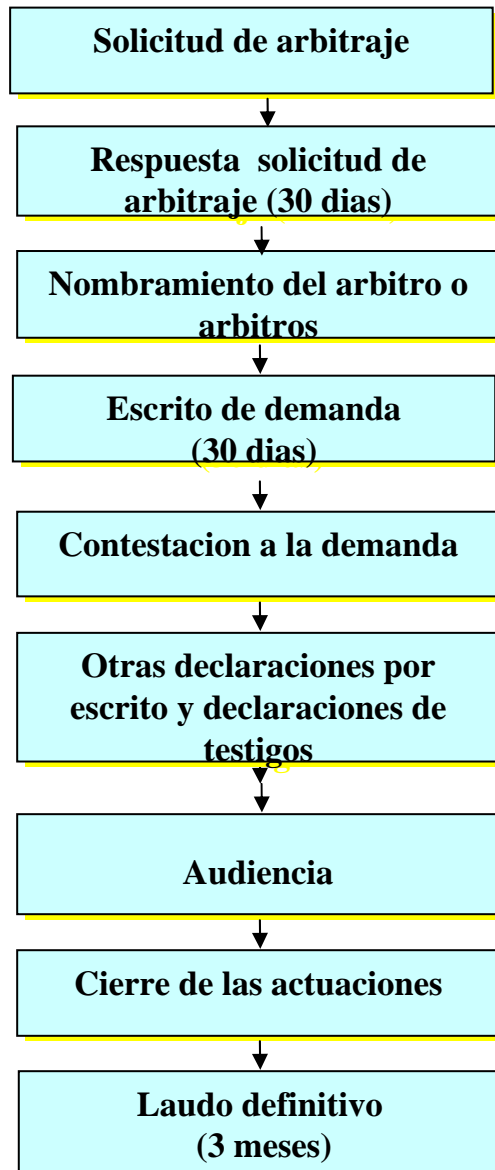 Solicitud de arbitraje
Respuesta solicitud de
arbitraje (30 dias)
Nombramiento del arbitro o
arbitros
Escrito de demanda
(30 dias)
Contestacion a la demanda
Otras declaraciones por
escrito y declaraciones de
testigos
Audiencia
Cierre de las actuaciones
Laudo definitivo
(3 meses)